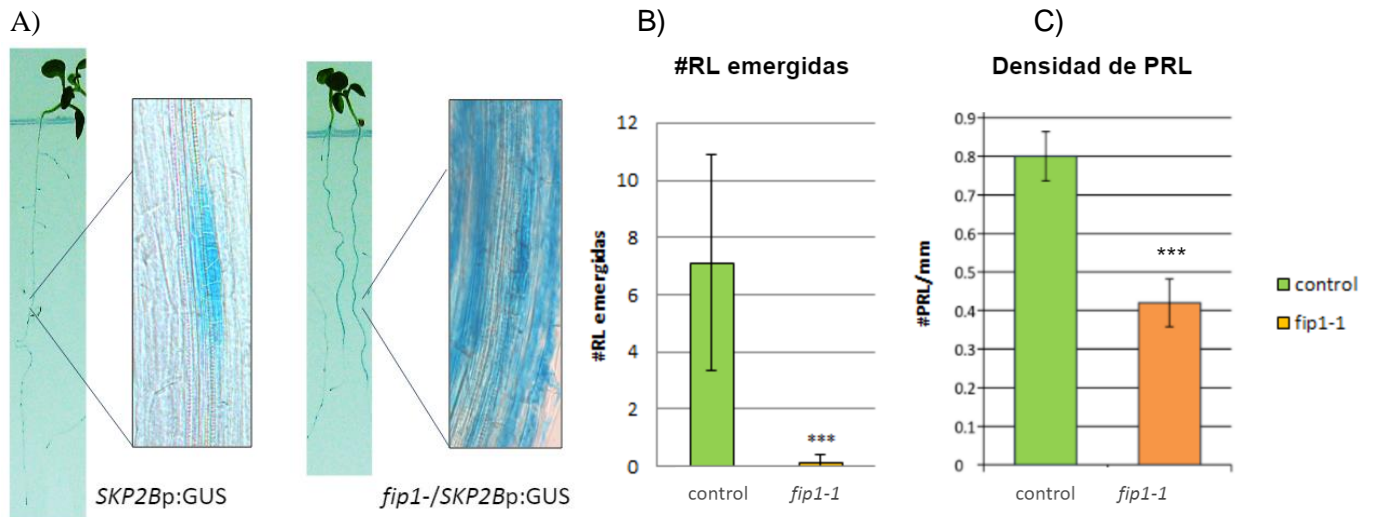 A)
SKP2Bp:GUS
fip1-/SKP2Bp:GUS
B)
#RL emergidas
#RL emergidas
12
10
8
6
4
2
0
***
control
fip1-1
C)
Densidad de PRL
#PRL/mm
0.9
0.8
0.7
0.6
0.5
0.4
0.3
0.2
0.1
0
***
control
fip1-1
control
fip1-1